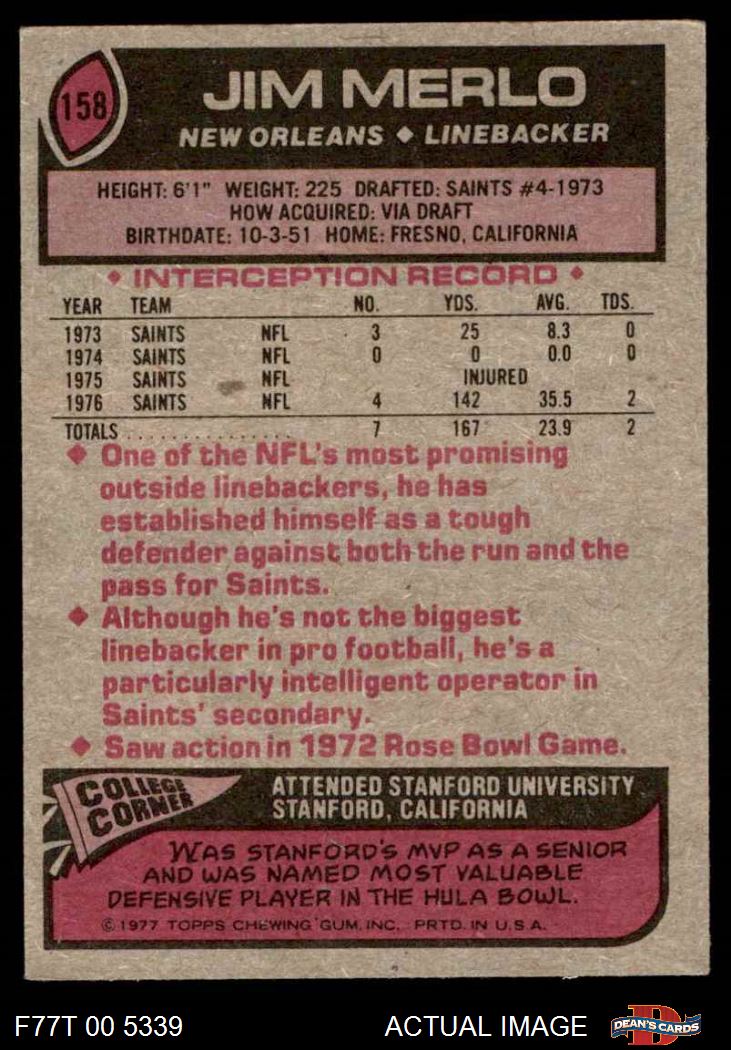 158
JIM MERLO
NEW ORLEANS ◆ LINEBACKER
HEIGHT: 6'1" WEIGHT: 225 DRAFTED: SAINTS #4-1973
HOW ACQUIRED: VIA DRAFT
BIRTHDATE: 10-3-51 HOME: FRESNO, CALIFORNIA
◆ INTERCEPTION RECORD ◆
YEAR TEAM NO. YDS. AVG. TDS.
1973 SAINTS NFL 3 25 8.3 0
1974 SAINTS NFL 0 0 0.0 0
1975 SAINTS NFL INJURED
1976 SAINTS NFL 4 142 35.5 2
TOTALS . . . . . . . . . . . . . . . . 7 167 23.9 2
◆ One of the NFL's most promising
outside linebackers, he has
established himself as a tough
defender against both the run and the
pass for Saints.
◆ Although he's not the biggest
linebacker in pro football, he's a
particularly intelligent operator in
Saints' secondary.
◆ Saw action in 1972 Rose Bowl Game.
COLLEGE
CORNER
ATTENDED STANFORD UNIVERSITY
STANFORD, CALIFORNIA
WAS STANFORD'S MVP AS A SENIOR
AND WAS NAMED MOST VALUABLE
DEFENSIVE PLAYER IN THE HULA BOWL.
© 1977 TOPPS CHEWING GUM, INC. PRTD. IN U.S.A.
F77T 00 5339 ACTUAL IMAGE
D
DEAN'S CARDS